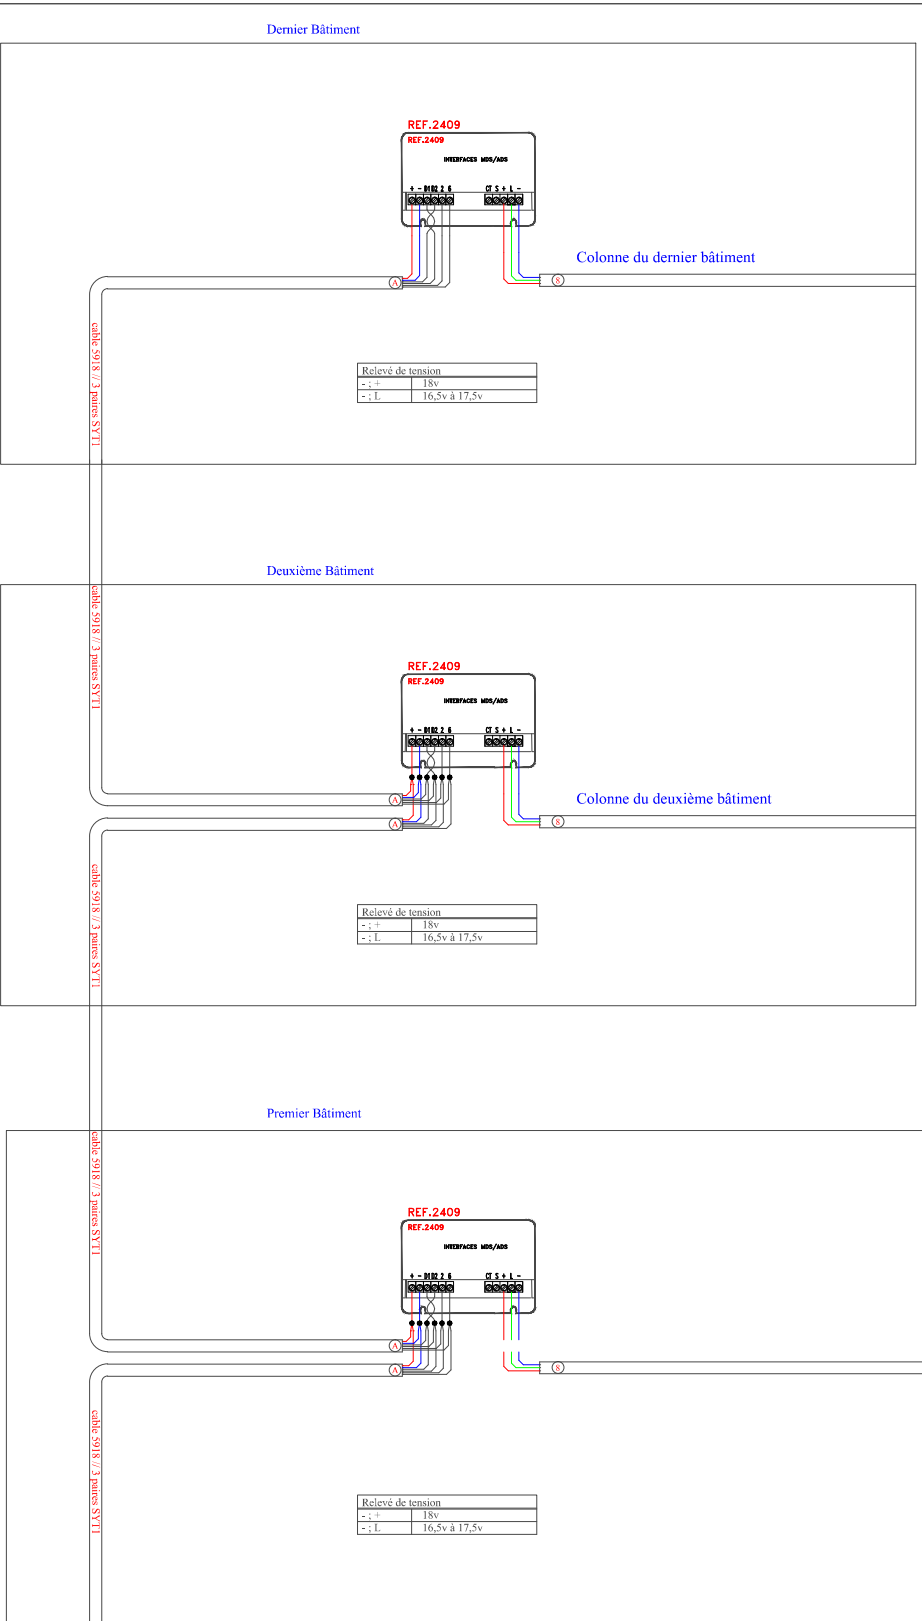 Dernier Bâtiment
REF.2409
REF.2409
INTERFACES MDS/ADS
+ - D1 D2 2 6 CT S + L -
Colonne du dernier bâtiment
A 8
cable 5918 // 3 paires SYT1
Relevé de tension
- ; + 18v
- ; L 16,5v à 17,5v
Deuxième Bâtiment
cable 5918 // 3 paires SYT1
REF.2409
REF.2409
INTERFACES MDS/ADS
+ - D1 D2 2 6 CT S + L -
A
Colonne du deuxième bâtiment
A 8
cable 5918 // 3 paires SYT1
Relevé de tension
- ; + 18v
- ; L 16,5v à 17,5v
Premier Bâtiment
cable 5918 // 3 paires SYT1
REF.2409
REF.2409
INTERFACES MDS/ADS
+ - D1 D2 2 6 CT S + L -
A
A 8
cable 5918 // 3 paires SYT1
Relevé de tension
- ; + 18v
- ; L 16,5v à 17,5v